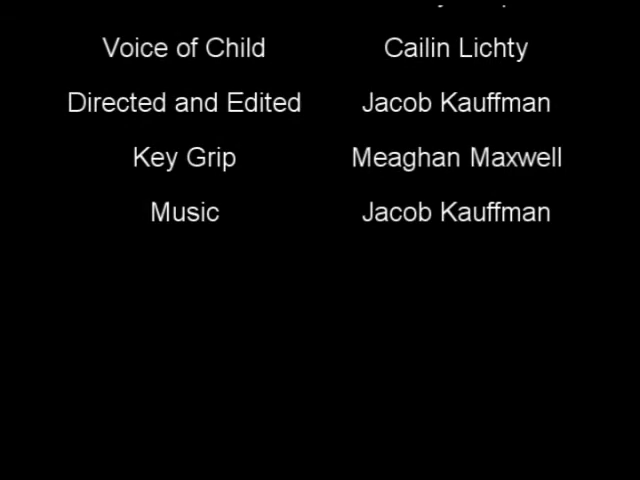 Voice of Child Cailin Lichty
Directed and Edited Jacob Kauffman
Key Grip Meaghan Maxwell
Music Jacob Kauffman